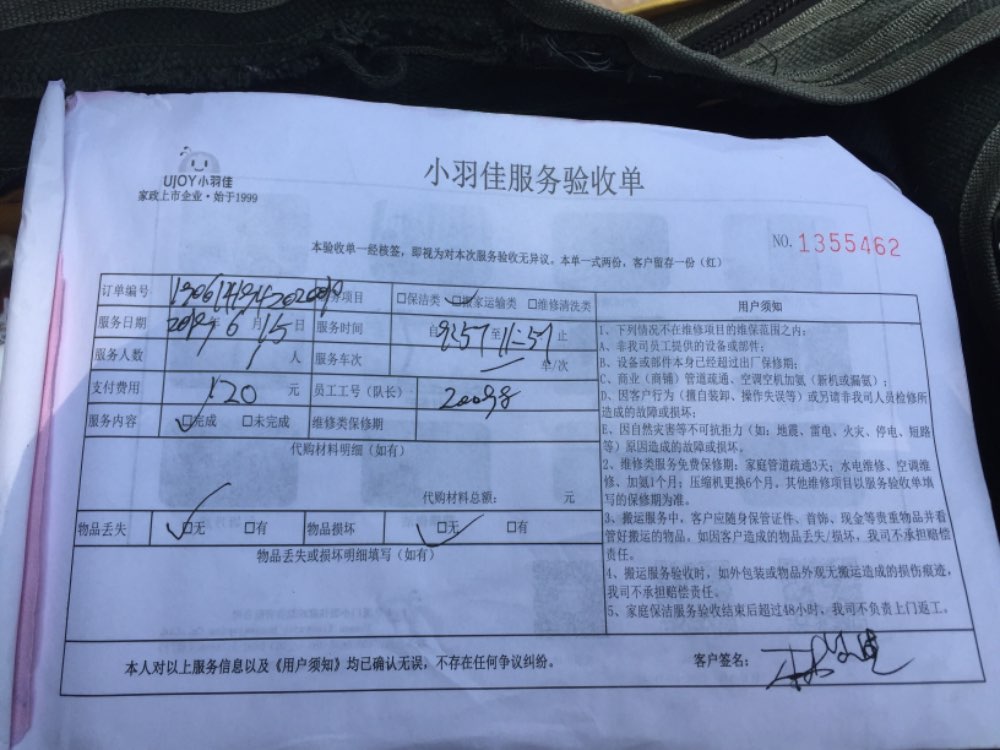 UJOY小羽佳
家政上市企业·始于1999
小羽佳服务验收单
NO. 1355462
本验收单一经核签，即视为对本次服务验收无异议。本单一式两份，客户留存一份（红）
订单编号 服务项目 □保洁类 □搬家运输类 □维修清洗类
服务日期 2019年6月15日 服务时间 自9:57至11:57止
服务人数 1人 服务车次 单/次
支付费用 120元 员工工号（队长） 20098
服务内容 □完成 □未完成 维修类保修期
代购材料明细（如有）
代购材料总额： 元
物品丢失 □无 □有 物品损坏 □无 □有
物品丢失或损坏明细填写（如有）
用户须知
1、下列情况不在维修项目的维保范围之内：
A、非我司员工提供的设备或部件；
B、设备或部件本身已经超过出厂保修期；
C、商业（商铺）管道疏通、空调空机加氨（新机或漏氨）；
D、因客户行为（擅自装卸、操作失误等）或另请非我司人员检修所
造成的故障或损坏；
E、因自然灾害等不可抗拒力（如：地震、雷电、火灾、停电、短路
等）原因造成的故障或损坏。
2、维修类服务免费保修期：家庭管道疏通3天；水电维修、空调维
修、加氨1个月；压缩机更换6个月，其他维修项目以服务验收单填
写的保修期为准。
3、搬运服务中，客户应随身保管证件、首饰、现金等贵重物品并看
管好搬运的物品，如因客户造成的物品丢失/损坏，我司不承担赔偿
责任。
4、搬运服务验收时，如外包装或物品外观无搬运造成的损伤痕迹，
我司不承担赔偿责任。
5、家庭保洁服务验收结束后超过48小时，我司不负责上门返工。
本人对以上服务信息以及《用户须知》均已确认无误，不存在任何争议纠纷。 客户签名：